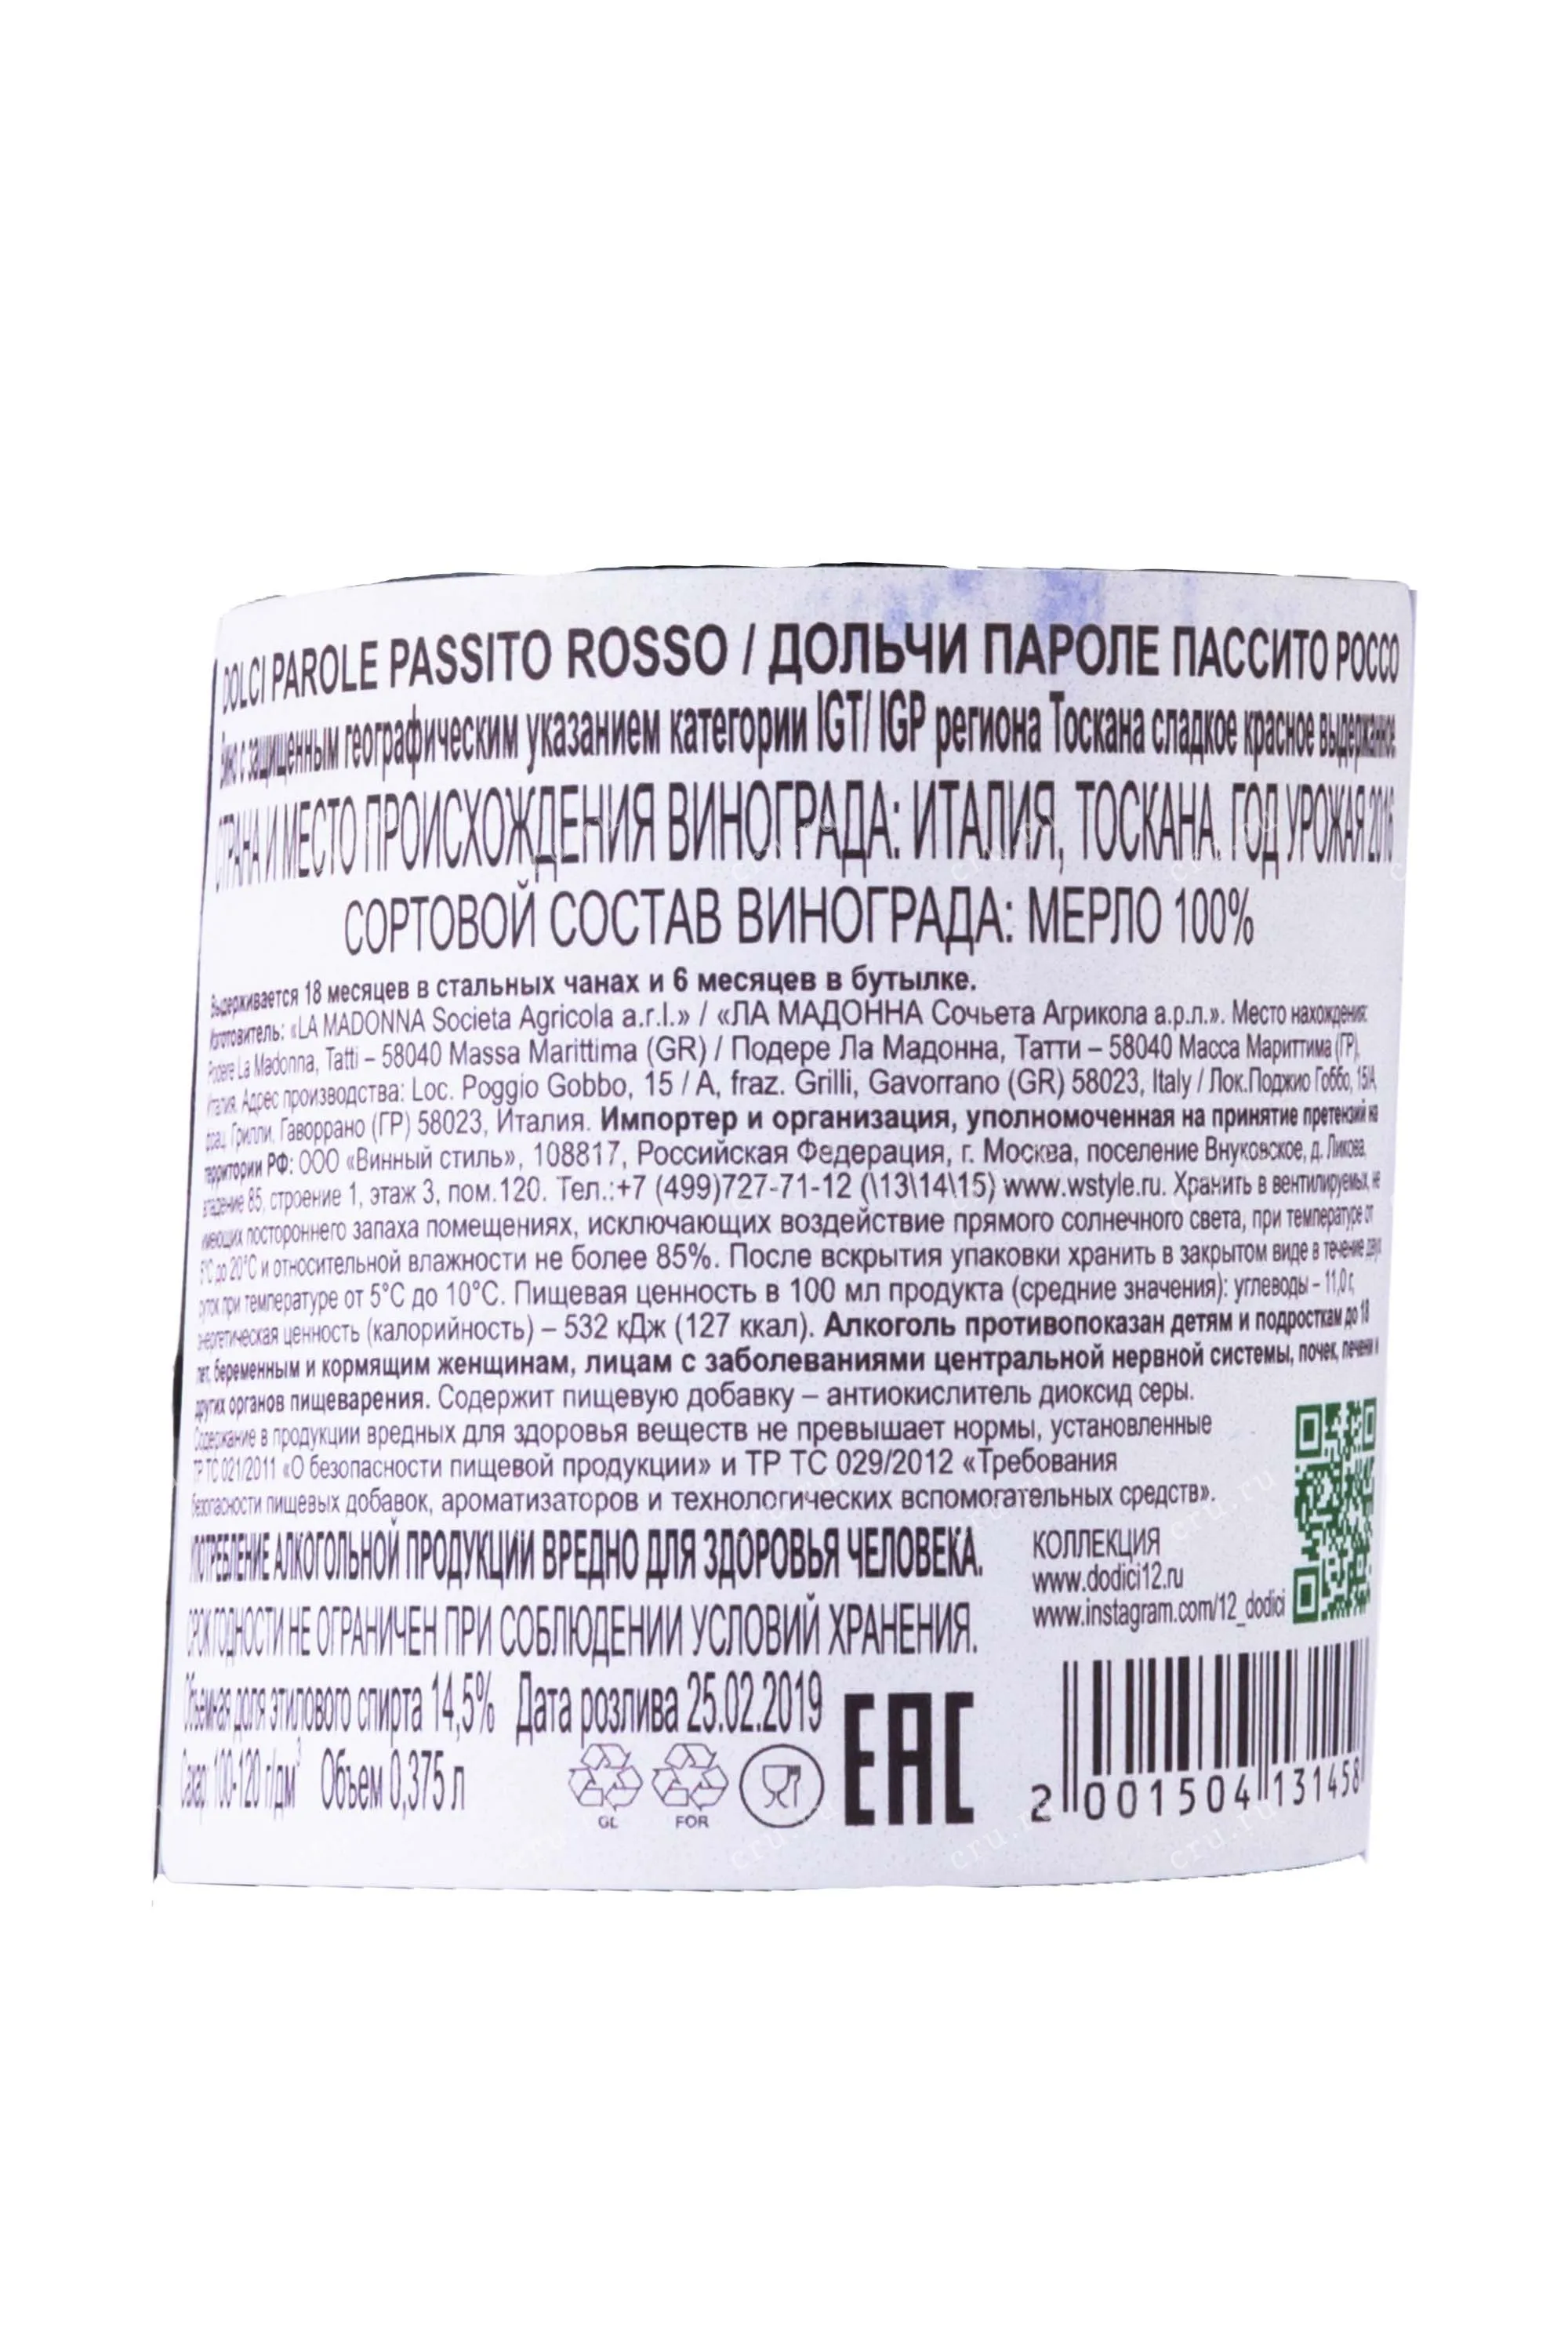 DOLCI PAROLE PASSITO ROSSO / ДОЛЬЧИ ПАРОЛЕ ПАССИТО РОССО
Вино с защищенным географическим указанием категории IGT/ IGP региона Тоскана сладкое красное выдержанное
СТРАНА И МЕСТО ПРОИСХОЖДЕНИЯ ВИНОГРАДА: ИТАЛИЯ, ТОСКАНА. ГОД УРОЖАЯ 2016
СОРТОВОЙ СОСТАВ ВИНОГРАДА: МЕРЛО 100%
Выдерживается 18 месяцев в стальных чанах и 6 месяцев в бутылке.
Изготовитель: «LA MADONNA Societa Agricola a.r.l.» / «ЛА МАДОННА Сочьета Агрикола а.р.л.». Место нахождения:
Podere La Madonna, Tatti – 58040 Massa Marittima (GR) / Подере Ла Мадонна, Татти – 58040 Масса Мариттима (ГР),
Италия. Адрес производства: Loc. Poggio Gobbo, 15 / A, fraz. Grilli, Gavorrano (GR) 58023, Italy / Лок.Поджио Гоббо, 15/А,
фрац. Грилли, Гаворрано (ГР) 58023, Италия. Импортер и организация, уполномоченная на принятие претензий на
территории РФ: ООО «Винный стиль», 108817, Российская Федерация, г. Москва, поселение Внуковское, д. Ликова,
владение 85, строение 1, этаж 3, пом.120. Тел.:+7 (499)727-71-12 (\13\14\15) www.wstyle.ru. Хранить в вентилируемых, не
имеющих постороннего запаха помещениях, исключающих воздействие прямого солнечного света, при температуре от
5°С до 20°С и относительной влажности не более 85%. После вскрытия упаковки хранить в закрытом виде в течение двух
суток при температуре от 5°С до 10°С. Пищевая ценность в 100 мл продукта (средние значения): углеводы – 11,0 г,
энергетическая ценность (калорийность) – 532 кДж (127 ккал). Алкоголь противопоказан детям и подросткам до 18
лет, беременным и кормящим женщинам, лицам с заболеваниями центральной нервной системы, почек, печени и
других органов пищеварения. Содержит пищевую добавку – антиокислитель диоксид серы.
Содержание в продукции вредных для здоровья веществ не превышает нормы, установленные
ТР ТС 021/2011 «О безопасности пищевой продукции» и ТР ТС 029/2012 «Требования
безопасности пищевых добавок, ароматизаторов и технологических вспомогательных средств».
УПОТРЕБЛЕНИЕ АЛКОГОЛЬНОЙ ПРОДУКЦИИ ВРЕДНО ДЛЯ ЗДОРОВЬЯ ЧЕЛОВЕКА.
СРОК ГОДНОСТИ НЕ ОГРАНИЧЕН ПРИ СОБЛЮДЕНИИ УСЛОВИЙ ХРАНЕНИЯ.
Объемная доля этилового спирта 14,5% Дата розлива 25.02.2019
Сахар 100-120 г/дм³ Объем 0,375 л
GL
FOR
EAC
КОЛЛЕКЦИЯ
www.dodici12.ru
www.instagram.com/12_dodici
2 001504 131458
cru.ru